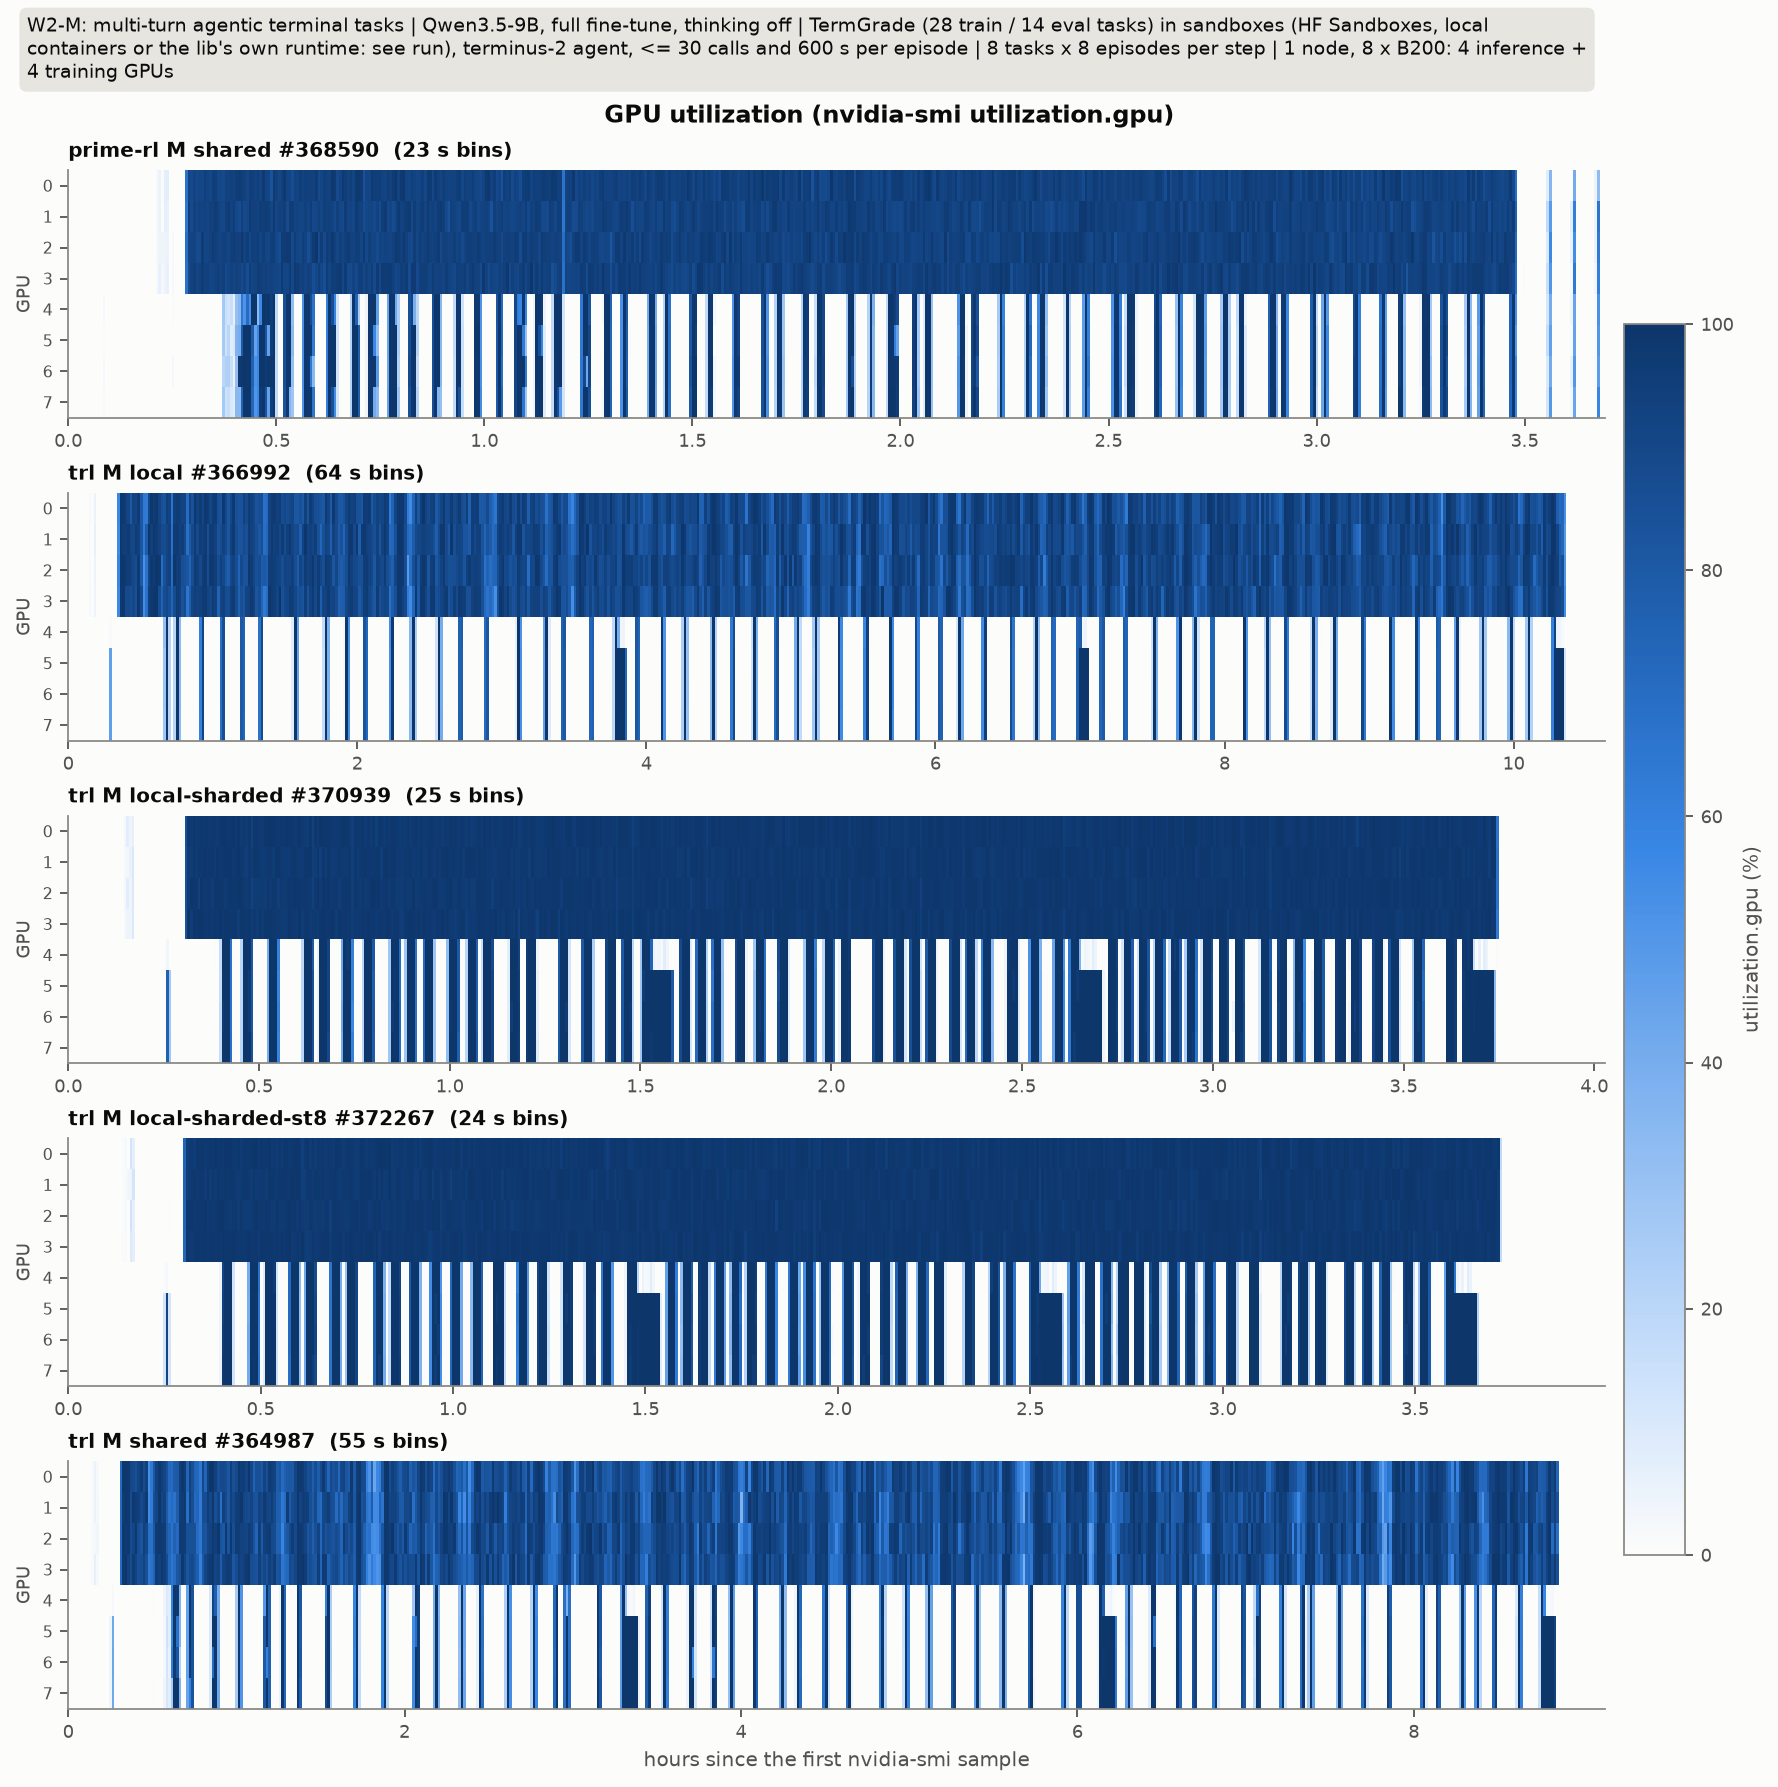 W2-M: multi-turn agentic terminal tasks | Qwen3.5-9B, full fine-tune, thinking off | TermGrade (28 train / 14 eval tasks) in sandboxes (HF Sandboxes, local
containers or the lib's own runtime: see run), terminus-2 agent, <= 30 calls and 600 s per episode | 8 tasks x 8 episodes per step | 1 node, 8 x B200: 4 inference +
4 training GPUs
GPU utilization (nvidia-smi utilization.gpu)
prime-rl M shared #368590 (23 s bins)
GPU
0
1
2
3
4
5
6
7
0.0 0.5 1.0 1.5 2.0 2.5 3.0 3.5
trl M local #366992 (64 s bins)
GPU
0
1
2
3
4
5
6
7
0 2 4 6 8 10
trl M local-sharded #370939 (25 s bins)
GPU
0
1
2
3
4
5
6
7
0.0 0.5 1.0 1.5 2.0 2.5 3.0 3.5 4.0
trl M local-sharded-st8 #372267 (24 s bins)
GPU
0
1
2
3
4
5
6
7
0.0 0.5 1.0 1.5 2.0 2.5 3.0 3.5
trl M shared #364987 (55 s bins)
GPU
0
1
2
3
4
5
6
7
0 2 4 6 8
hours since the first nvidia-smi sample
100
80
60
40
20
0
utilization.gpu (%)